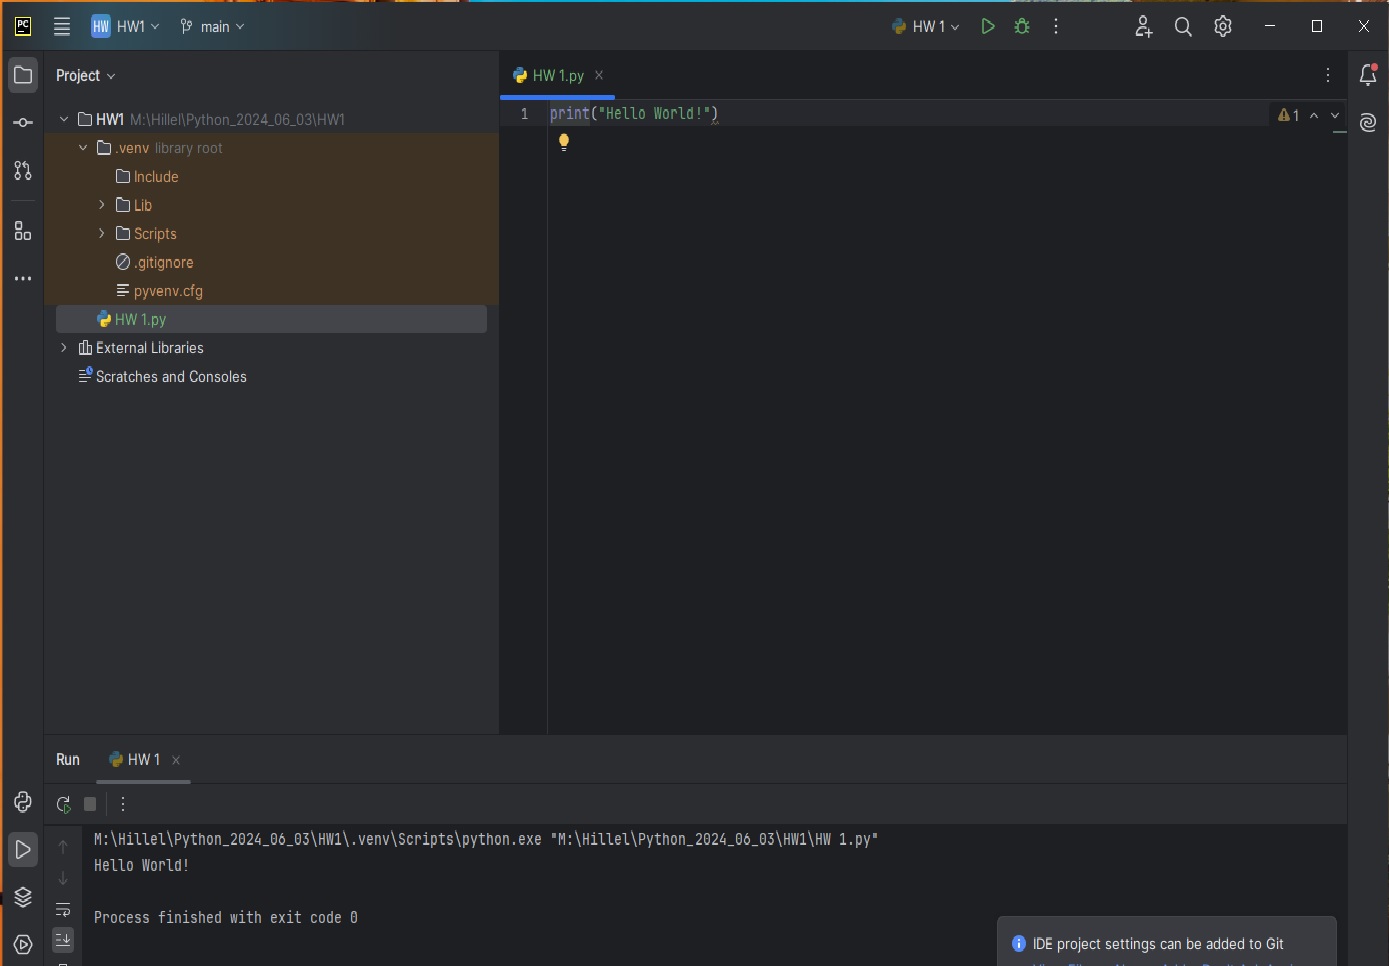 PC HW HW1 main HW 1
Project
HW 1.py
HW1 M:\Hillel\Python_2024_06_03\HW1
.venv library root
Include
Lib
Scripts
.gitignore
pyvenv.cfg
HW 1.py
External Libraries
Scratches and Consoles
1 print("Hello World!") 1
Run HW 1
M:\Hillel\Python_2024_06_03\HW1\.venv\Scripts\python.exe "M:\Hillel\Python_2024_06_03\HW1\HW 1.py"
Hello World!
Process finished with exit code 0
IDE project settings can be added to Git